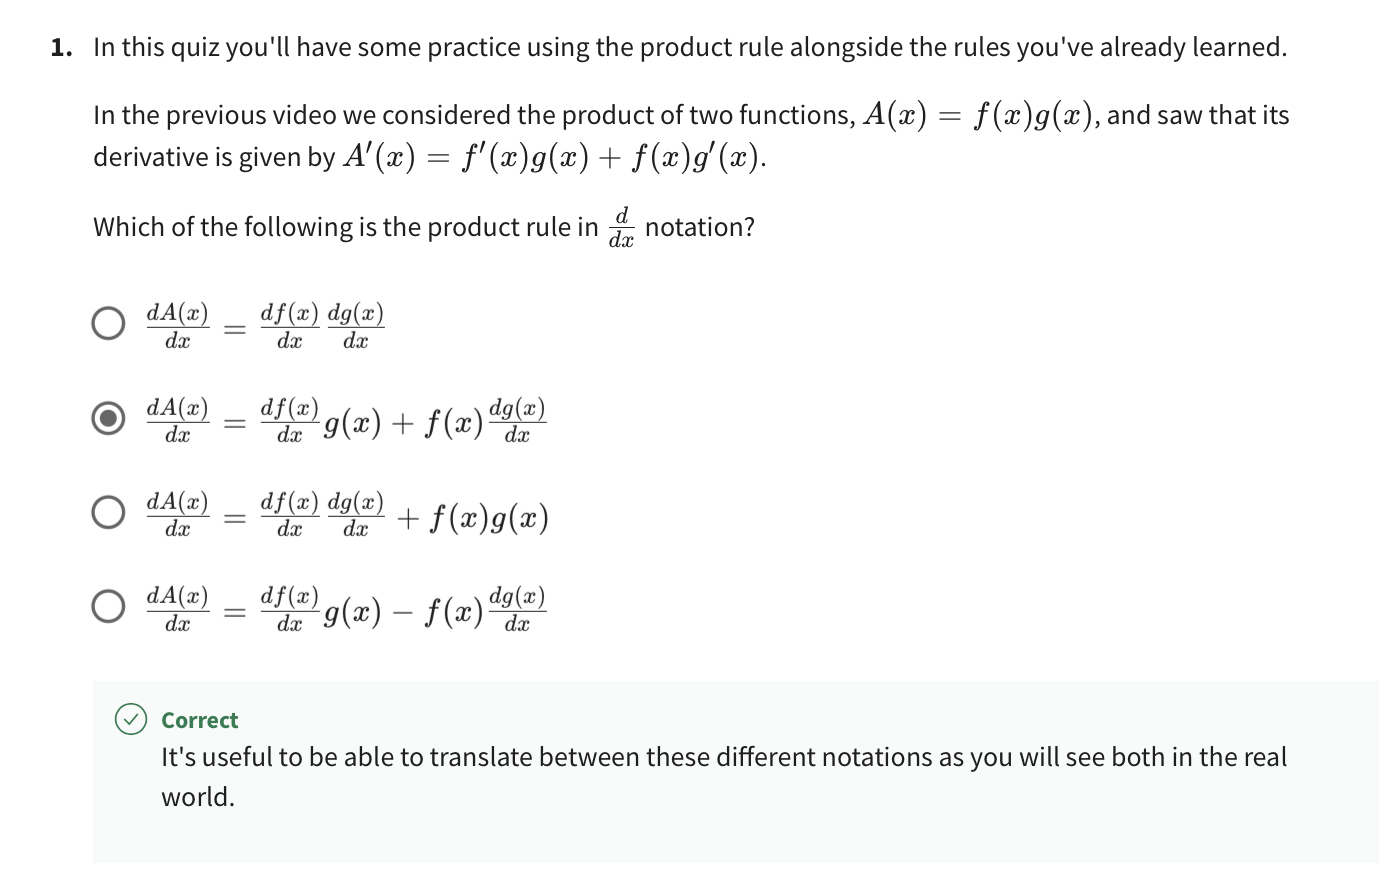 1. In this quiz you'll have some practice using the product rule alongside the rules you've already learned.
In the previous video we considered the product of two functions, A(x) = f(x)g(x), and saw that its
derivative is given by A′(x) = f′(x)g(x) + f(x)g′(x).
Which of the following is the product rule in \frac{d}{dx} notation?
\frac{dA(x)}{dx} = \frac{df(x)}{dx} \frac{dg(x)}{dx}
\frac{dA(x)}{dx} = \frac{df(x)}{dx} g(x) + f(x) \frac{dg(x)}{dx}
\frac{dA(x)}{dx} = \frac{df(x)}{dx} \frac{dg(x)}{dx} + f(x)g(x)
\frac{dA(x)}{dx} = \frac{df(x)}{dx} g(x) − f(x) \frac{dg(x)}{dx}
Correct
It's useful to be able to translate between these different notations as you will see both in the real
world.